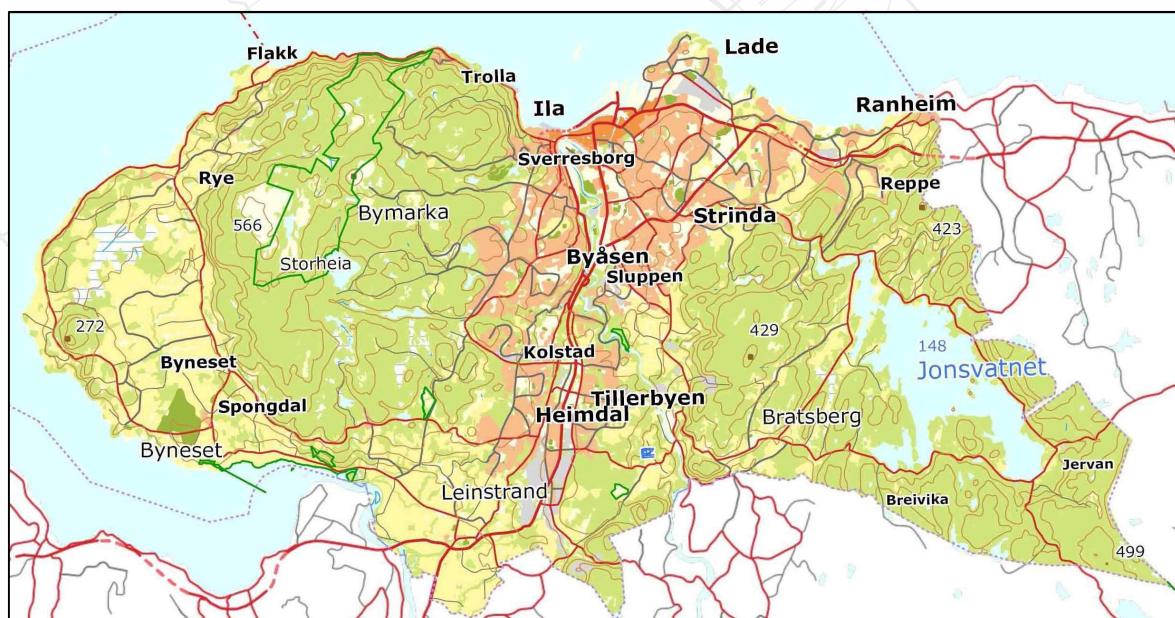 Lade
Flakk
Trolla
Ila
Ranheim
Sverresborg
Rye
Reppe
Bymarka
Strinda
566
423
Byåsen
Storheia
Sluppen
272
429
148
Kolstad
Jonsvatnet
Byneset
Tillerbyen
Spongdal
Heimdal
Bratsberg
Byneset
Jervan
Leinstrand
Breivika
499